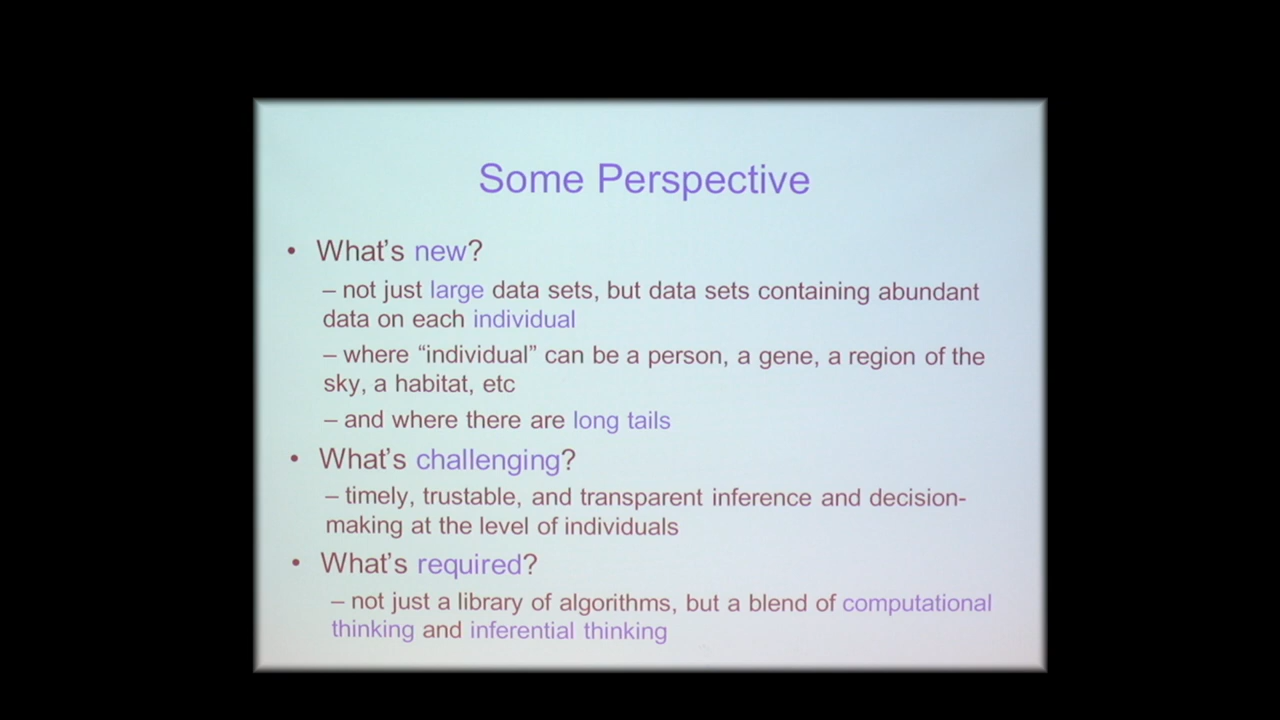 Some Perspective
• What’s new?
– not just large data sets, but data sets containing abundant
data on each individual
– where “individual” can be a person, a gene, a region of the
sky, a habitat, etc
– and where there are long tails
• What’s challenging?
– timely, trustable, and transparent inference and decision-
making at the level of individuals
• What’s required?
– not just a library of algorithms, but a blend of computational
thinking and inferential thinking